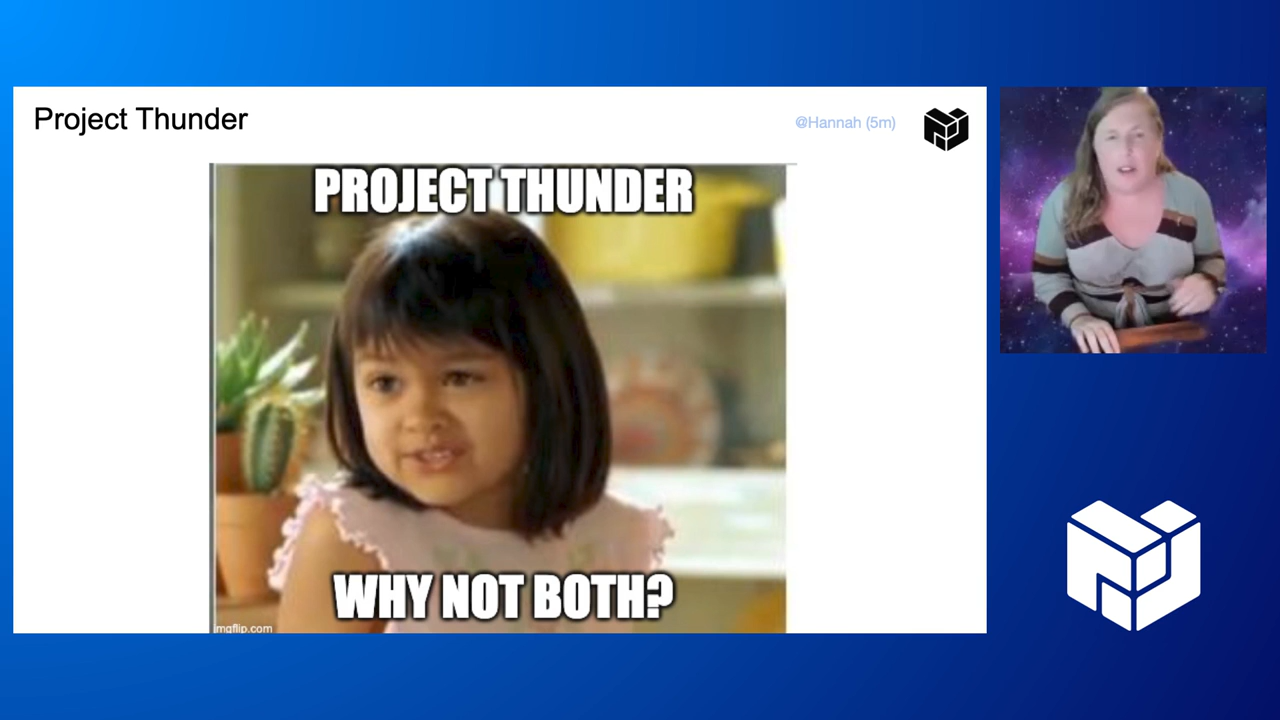 Project Thunder
@Hannah (5m)
PROJECT THUNDER
WHY NOT BOTH?
imgflip.com